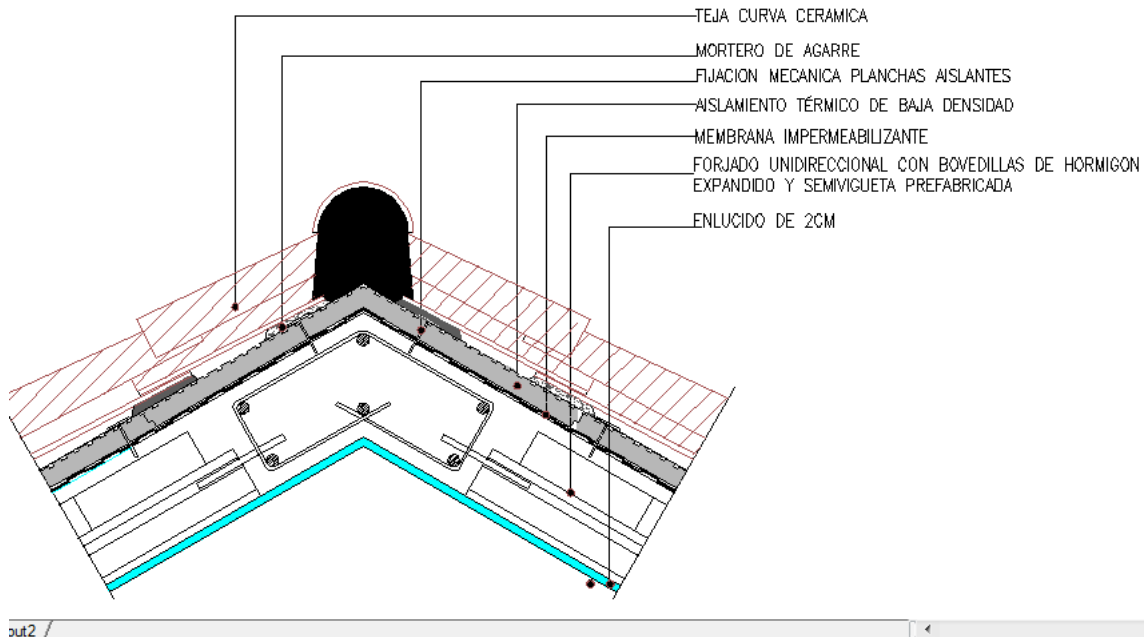 TEJA CURVA CERAMICA
MORTERO DE AGARRE
FIJACION MECANICA PLANCHAS AISLANTES
AISLAMIENTO TÉRMICO DE BAJA DENSIDAD
MEMBRANA IMPERMEABILIZANTE
FORJADO UNIDIRECCIONAL CON BOVEDILLAS DE HORMIGON
EXPANDIDO Y SEMIVIGUETA PREFABRICADA
ENLUCIDO DE 2CM
out2